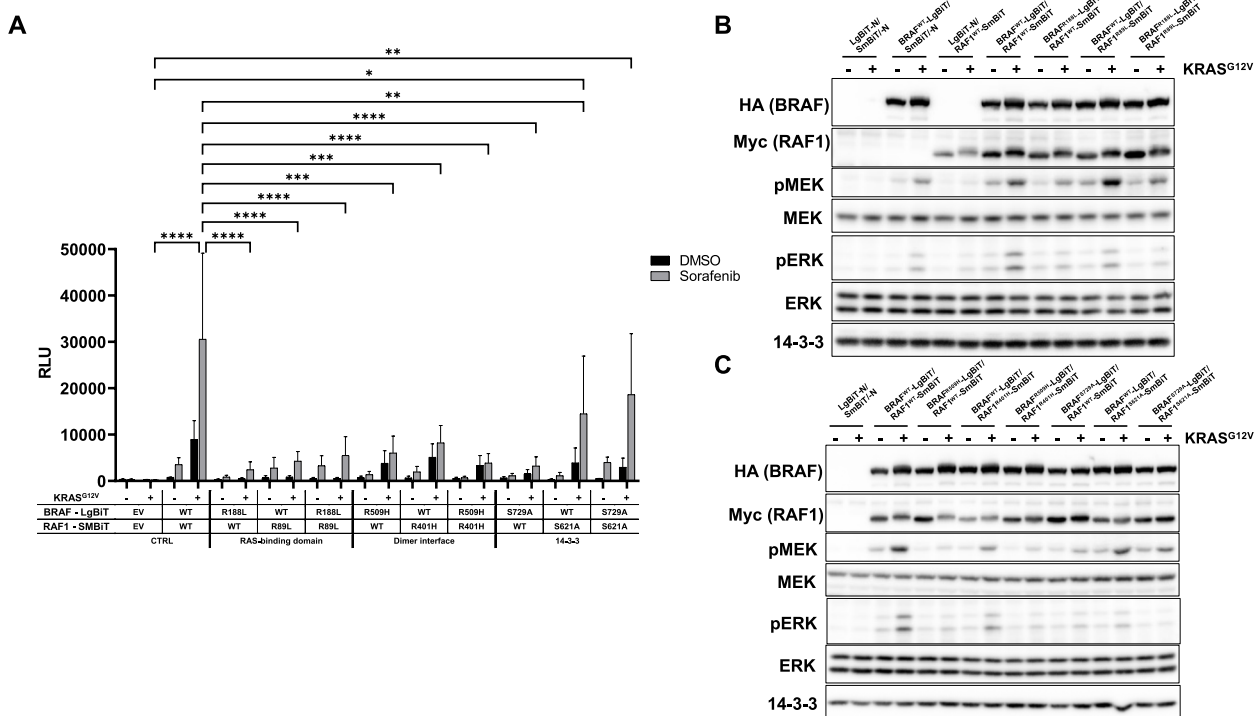 A
**
*
**
****
****
***
***
****
****
**** ****
50000
40000
30000
20000
10000
0
RLU
DMSO
Sorafenib
KRASG12V - + - + - + - + - + - + - + - + - + - + - +
BRAF - LgBiT EV WT R188L WT R188L R509H WT R509H S729A WT S729A
RAF1 - SMBiT EV WT WT R89L R89L WT R401H R401H WT S621A S621A
CTRL RAS-binding domain Dimer interface 14-3-3
B
LgBiT-N/
SmBiT/-N
BRAFWT-LgBiT/
SmBiT/-N
LgBiT-N/
RAF1WT-SmBiT
BRAFWT-LgBiT/
RAF1WT-SmBiT
BRAFR188L-LgBiT/
RAF1WT-SmBiT
BRAFWT-LgBiT/
RAF1R89L-SmBiT
BRAFR188L-LgBiT/
RAF1R89L-SmBiT
- + - + - + - + - + - + - + KRASG12V
HA (BRAF)
Myc (RAF1)
pMEK
MEK
pERK
ERK
14-3-3
C
LgBiT-N/
SmBiT/-N
BRAFWT-LgBiT/
RAF1WT-SmBiT
BRAFR509H-LgBiT/
RAF1WT-SmBiT
BRAFWT-LgBiT/
RAF1R401H-SmBiT
BRAFR509H-LgBiT/
RAF1R401H-SmBiT
BRAFS729A-LgBiT/
RAF1WT-SmBiT
BRAFWT-LgBiT/
RAF1S621A-SmBiT
BRAFS729A-LgBiT/
RAF1S621A-SmBiT
- + - + - + - + - + - + - + - + KRASG12V
HA (BRAF)
Myc (RAF1)
pMEK
MEK
pERK
ERK
14-3-3